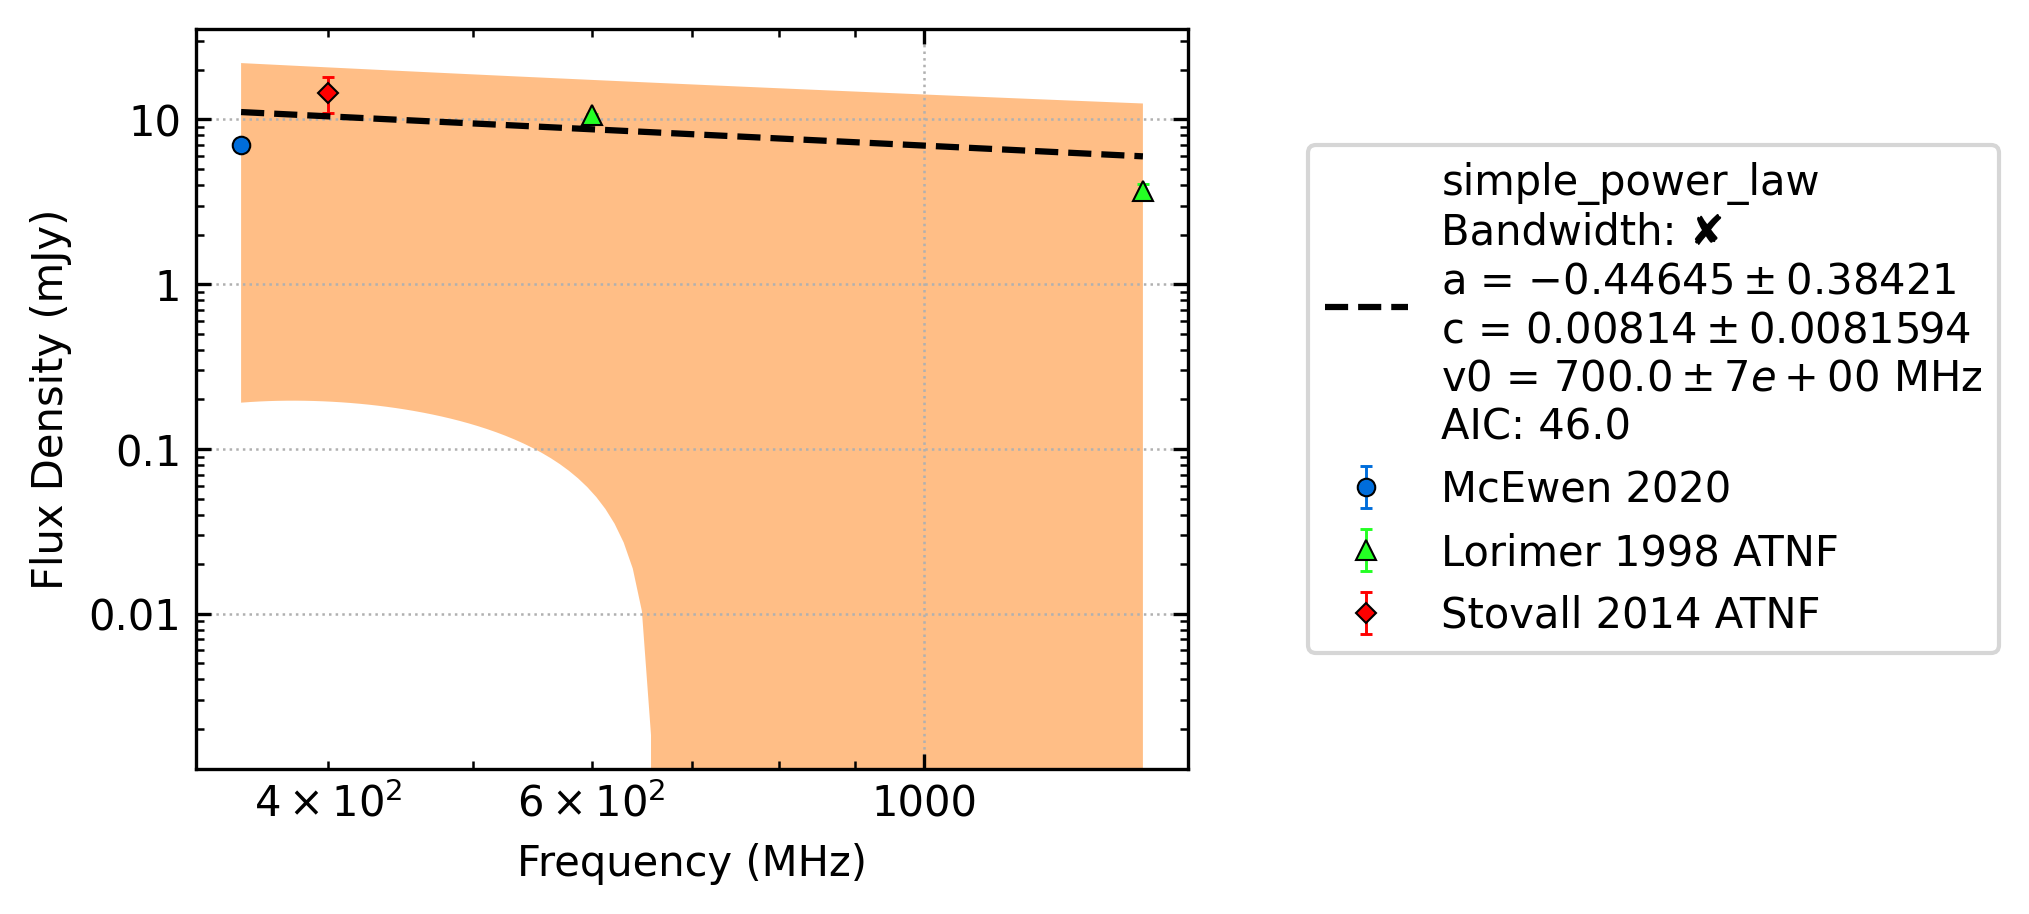 10
1
0.1
0.01
Flux Density (mJy)
4 × 10²
6 × 10²
1000
Frequency (MHz)
simple_power_law
Bandwidth: ✘
a = −0.44645 ± 0.38421
c = 0.00814 ± 0.0081594
v0 = 700.0 ± 7e + 00 MHz
AIC: 46.0
McEwen 2020
Lorimer 1998 ATNF
Stovall 2014 ATNF